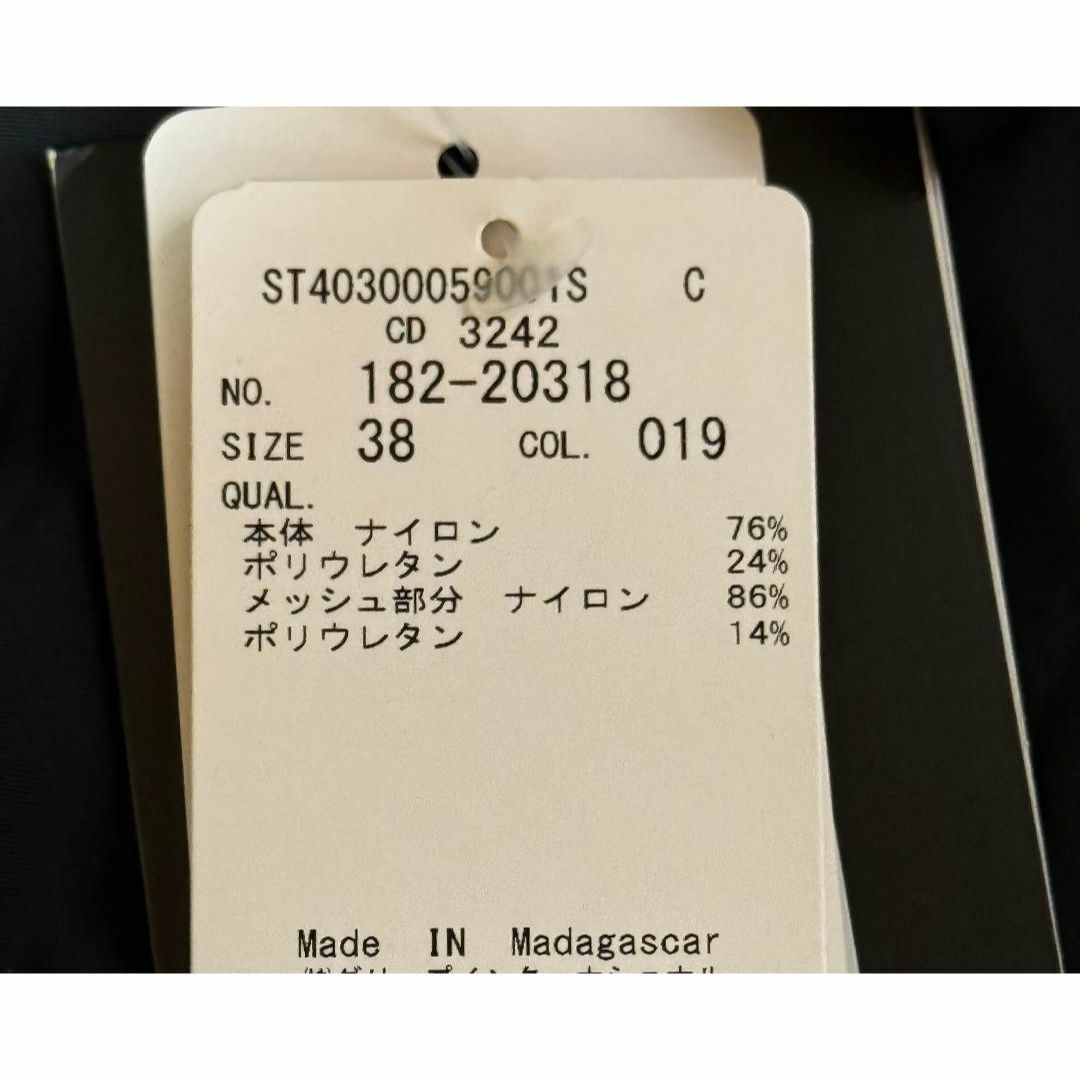 ST40300059001S C
CD 3242
NO. 182-20318
SIZE 38 COL. 019
QUAL.
本体 ナイロン 76%
ポリウレタン 24%
メッシュ部分 ナイロン 86%
ポリウレタン 14%
Made IN Madagascar